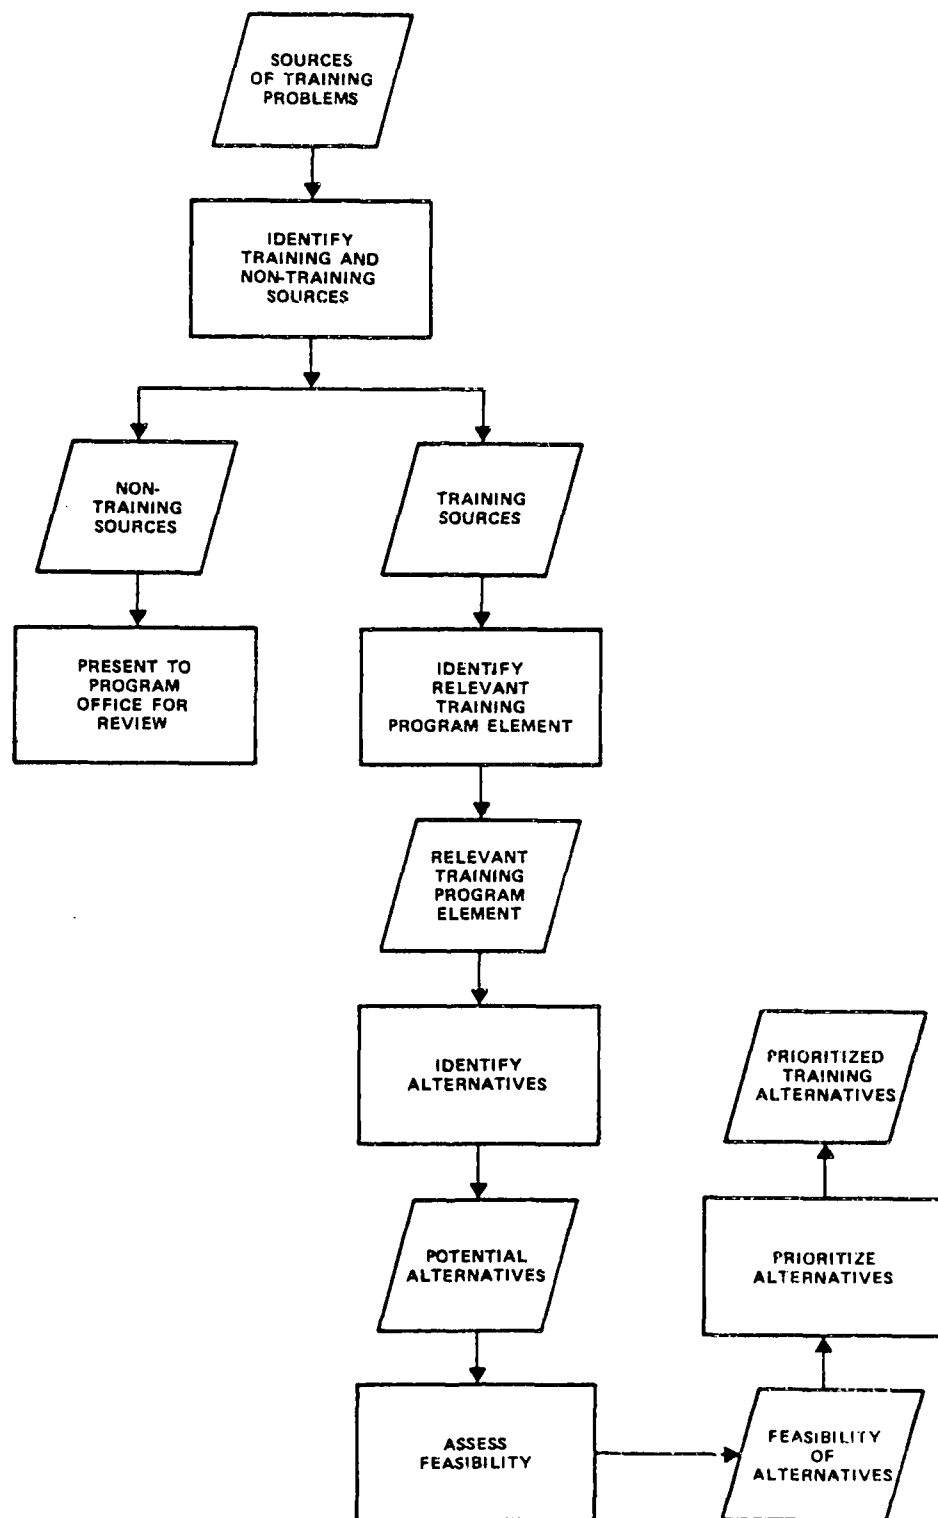 SOURCES
OF TRAINING
PROBLEMS
IDENTIFY
TRAINING AND
NON-TRAINING
SOURCES
NON-
TRAINING
SOURCES
TRAINING
SOURCES
PRESENT TO
PROGRAM
OFFICE FOR
REVIEW
IDENTIFY
RELEVANT
TRAINING
PROGRAM ELEMENT
RELEVANT
TRAINING
PROGRAM
ELEMENT
IDENTIFY
ALTERNATIVES
POTENTIAL
ALTERNATIVES
ASSESS
FEASIBILITY
FEASIBILITY
OF
ALTERNATIVES
PRIORITIZE
ALTERNATIVES
PRIORITIZED
TRAINING
ALTERNATIVES